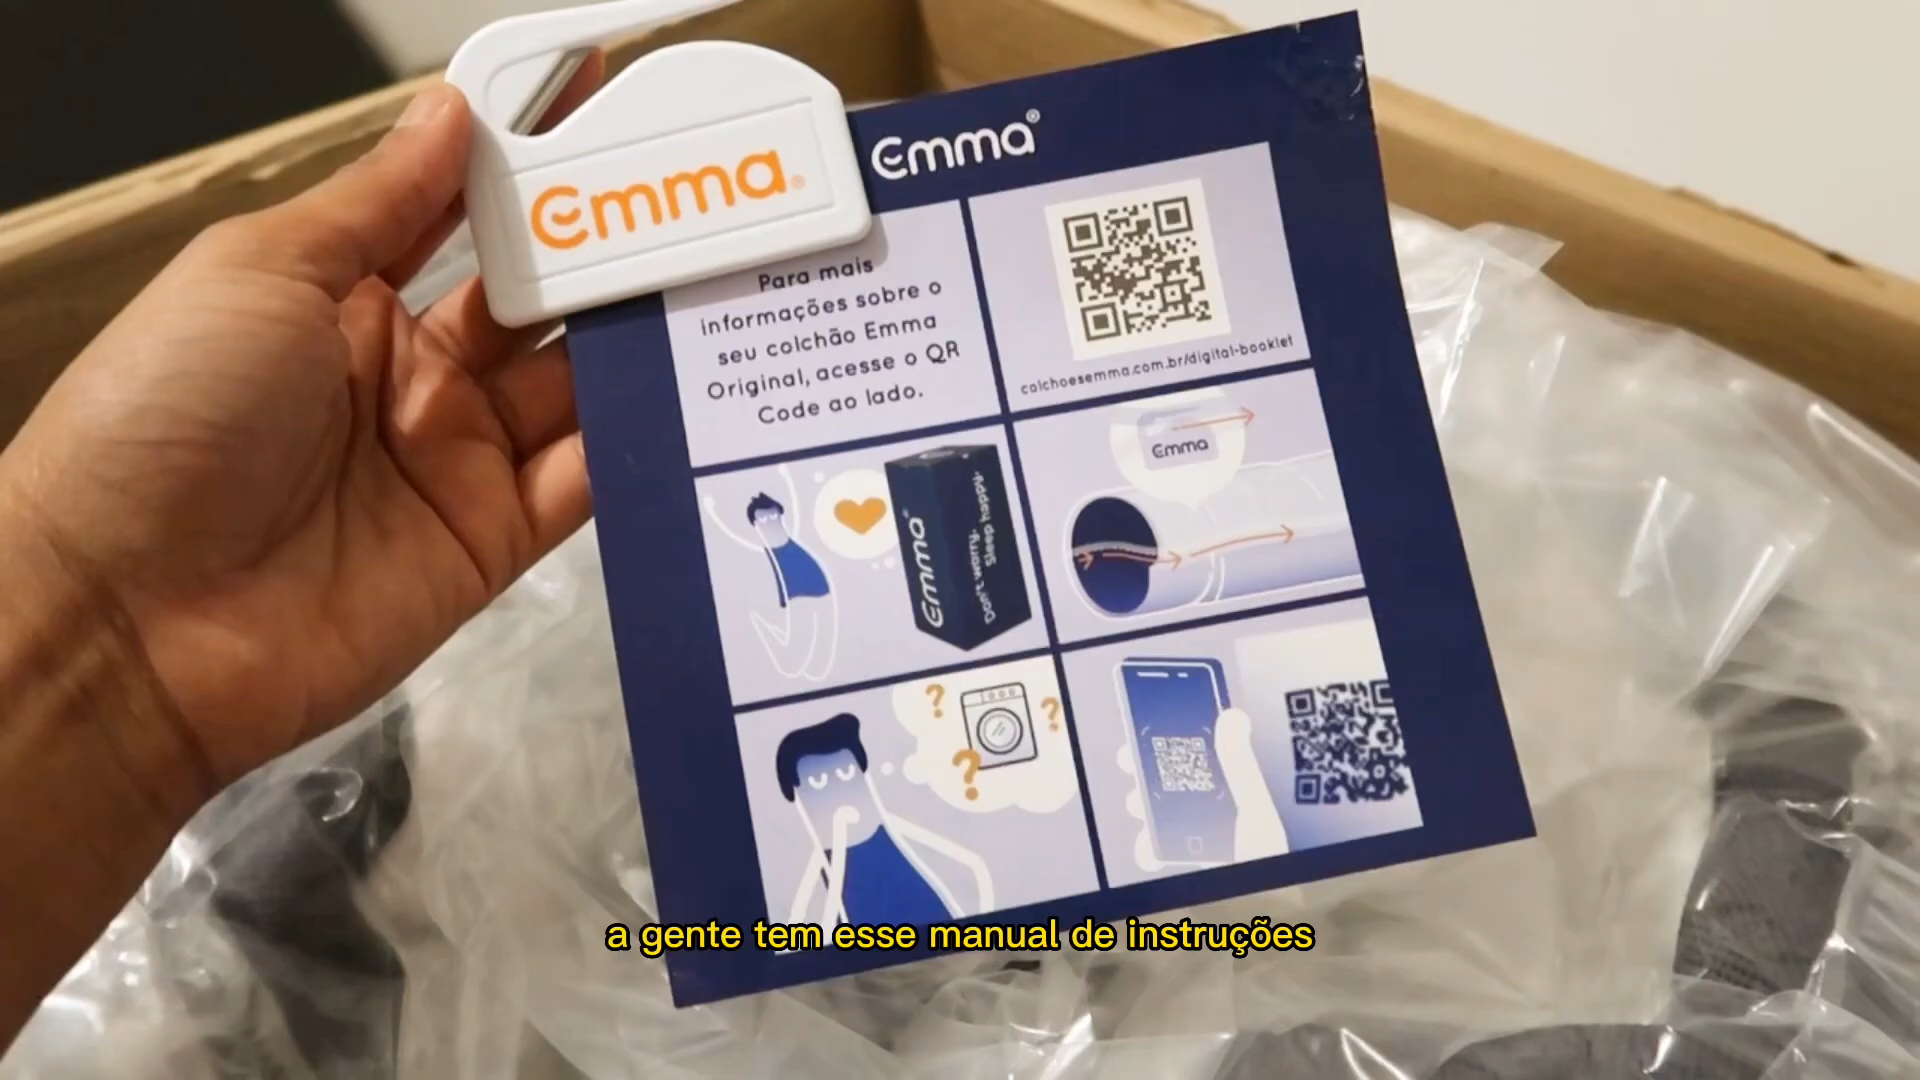 Emma®
Emma®
Para mais
informações sobre o
seu colchão Emma
Original, acesse o QR
Code ao lado.
colchoesemma.com.br/digital-booklet
Emma®
Don't worry.
Sleep happy.
Emma
a gente tem esse manual de instruções